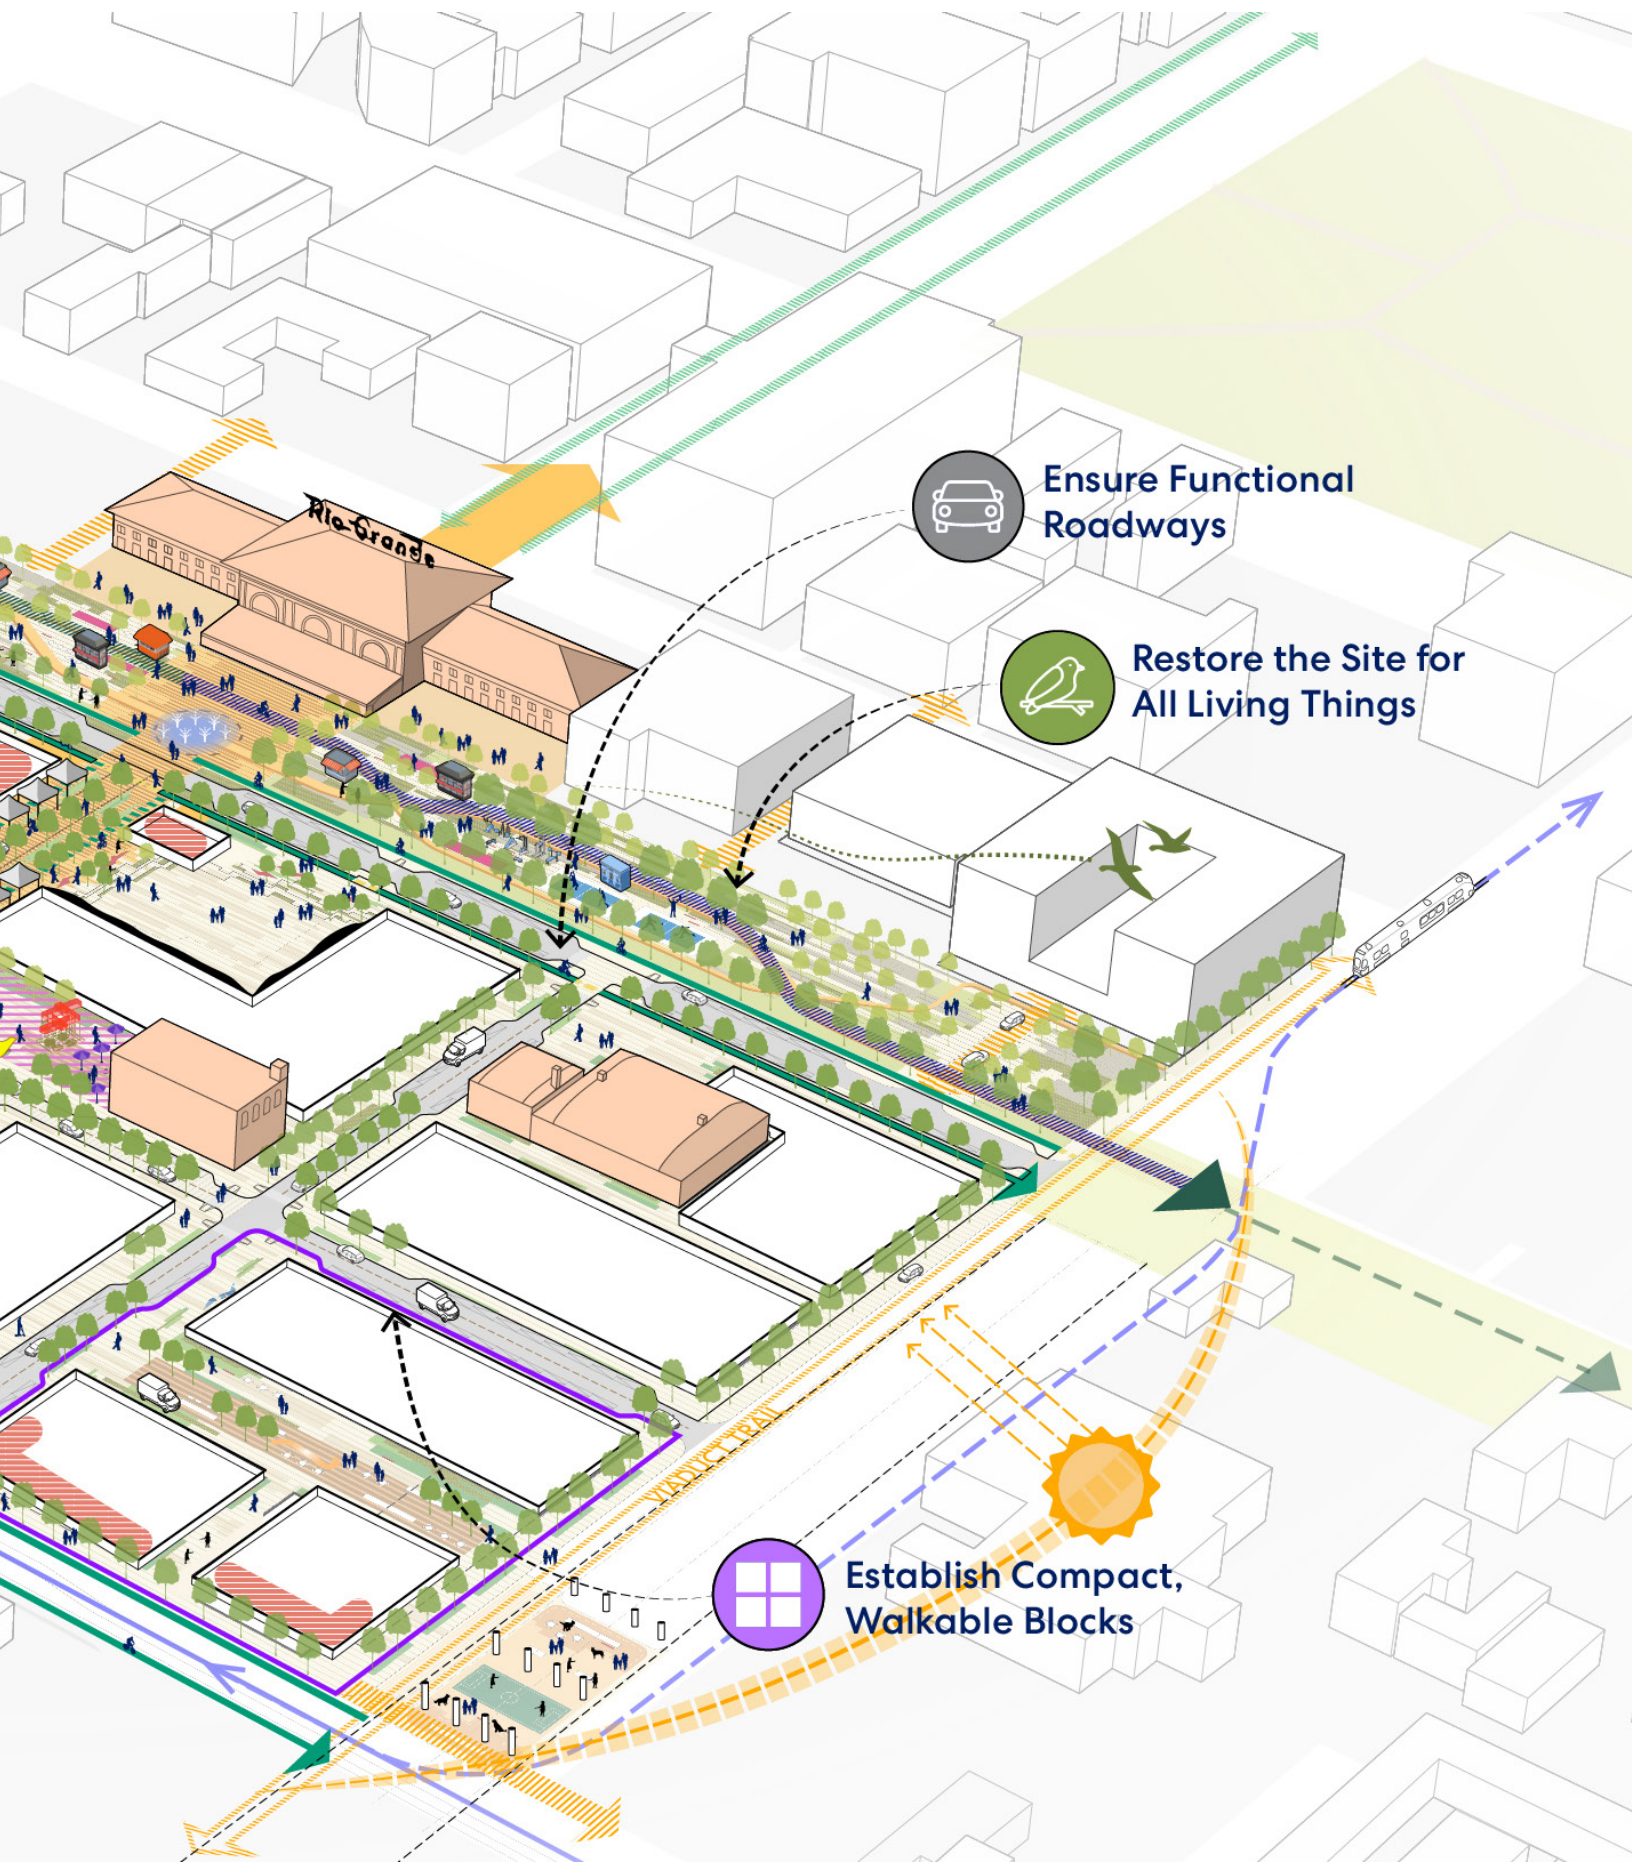 Rio Grande
Ensure Functional
Roadways
Restore the Site for
All Living Things
VIADUCT TRAIL
Establish Compact,
Walkable Blocks